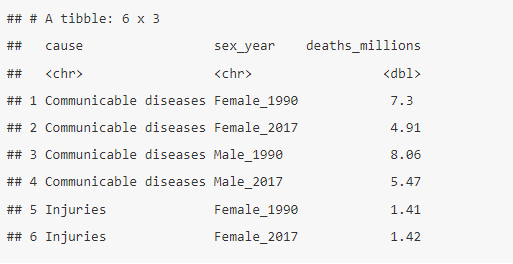 ## # A tibble: 6 x 3
##   cause                 sex_year    deaths_millions
##   <chr>                 <chr>                 <dbl>
## 1 Communicable diseases Female_1990            7.3
## 2 Communicable diseases Female_2017            4.91
## 3 Communicable diseases Male_1990              8.06
## 4 Communicable diseases Male_2017              5.47
## 5 Injuries              Female_1990            1.41
## 6 Injuries              Female_2017            1.42